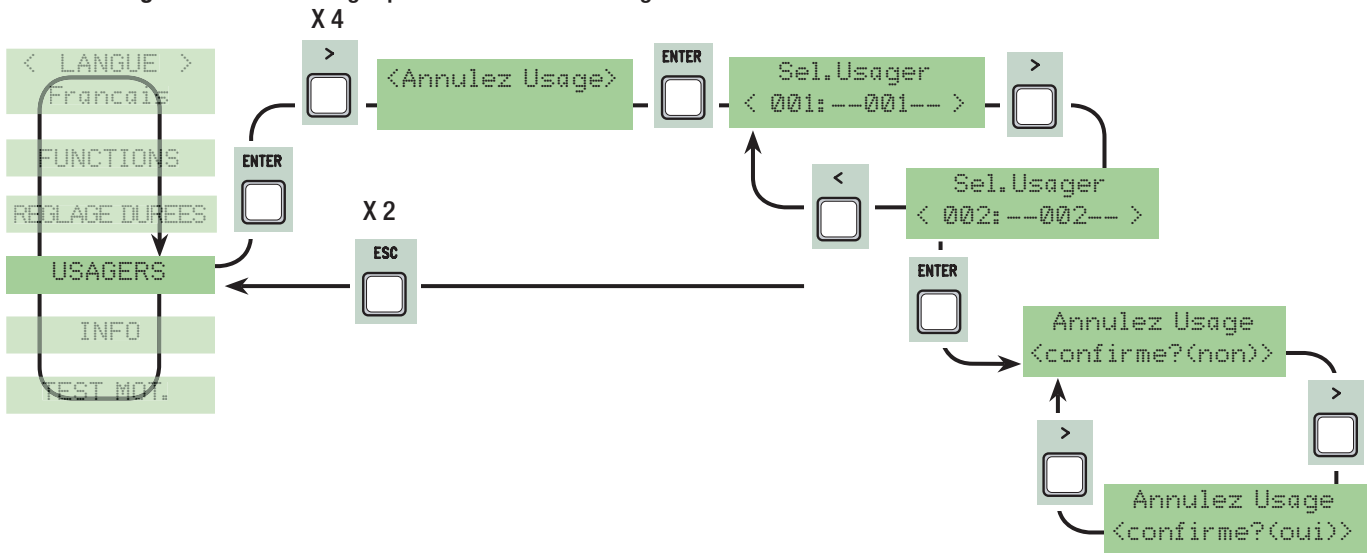 X 4
>
< LANGUE >
Francais
FUNCTIONS
REGLAGE DUREES
USAGERS
INFO
TEST MOT.
ENTER
<Annulez Usage>
ENTER
Sel.Usager
< 001:--001-- >
>
<
Sel.Usager
< 002:--002-- >
X 2
ESC
ENTER
Annulez Usage
<confirme?(non)>
>
>
Annulez Usage
<confirme?(oui)>